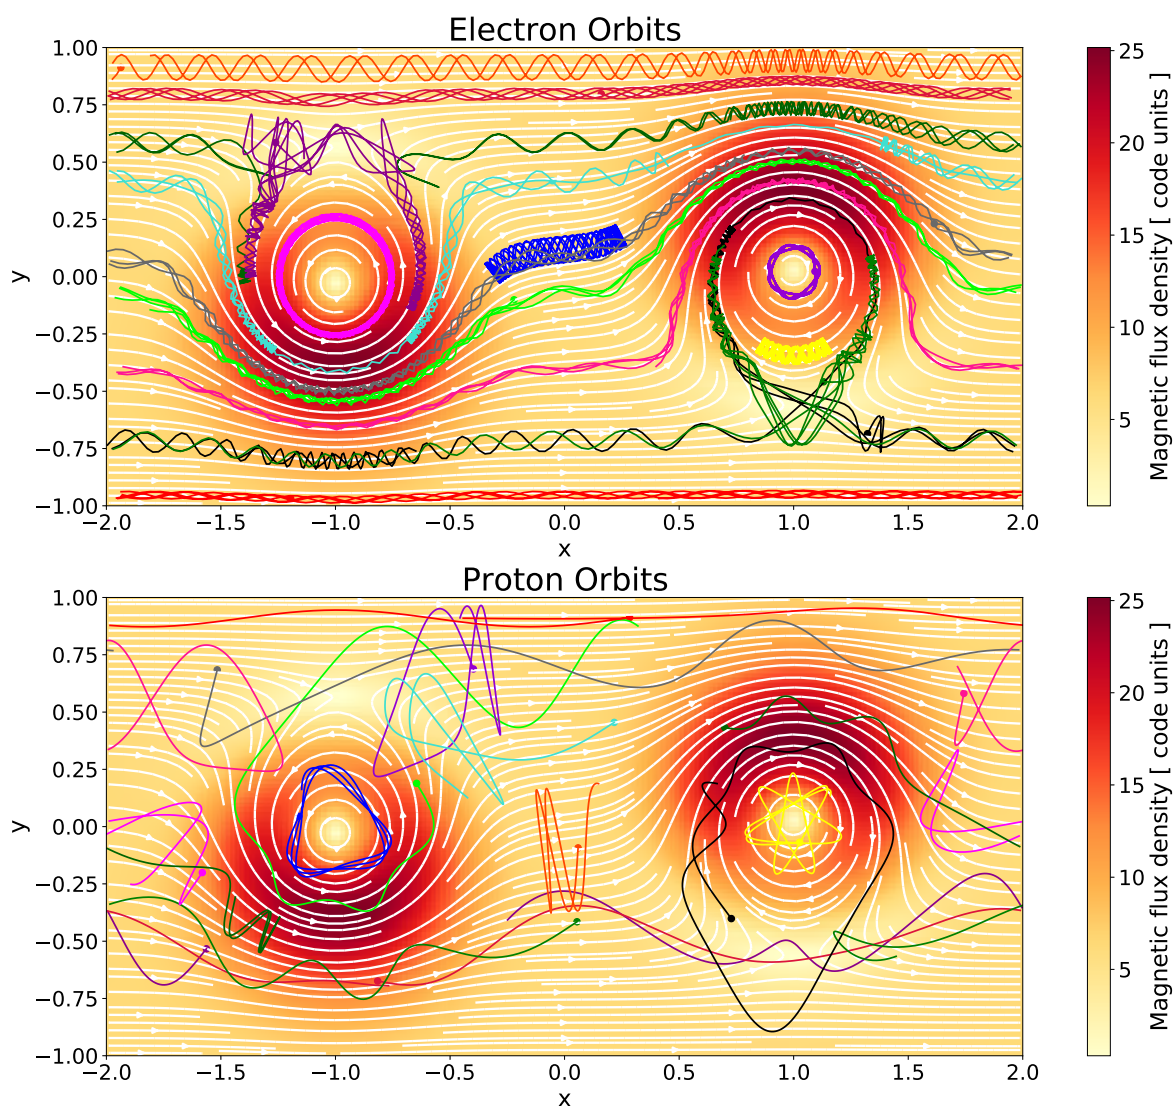 Electron Orbits
1.00
0.75
0.50
0.25
0.00
−0.25
−0.50
−0.75
−1.00
y
−2.0 −1.5 −1.0 −0.5 0.0 0.5 1.0 1.5 2.0
x
25
20
15
10
5
Magnetic flux density [ code units ]
Proton Orbits
1.00
0.75
0.50
0.25
0.00
−0.25
−0.50
−0.75
−1.00
y
−2.0 −1.5 −1.0 −0.5 0.0 0.5 1.0 1.5 2.0
x
25
20
15
10
5
Magnetic flux density [ code units ]